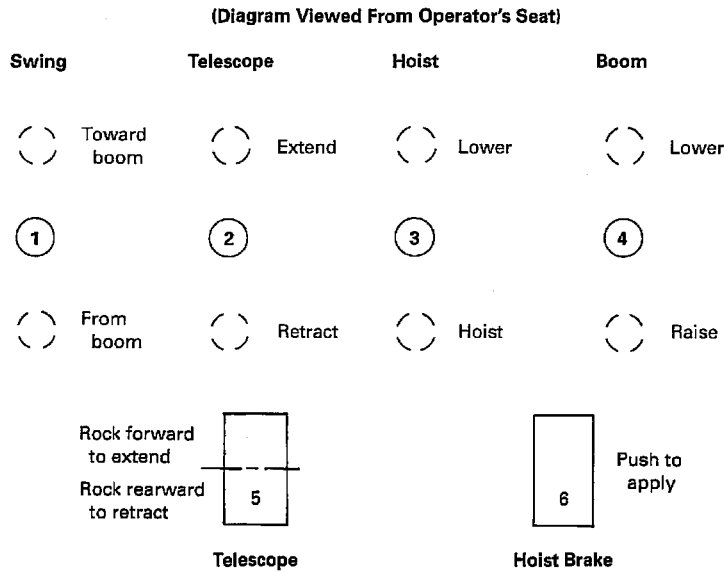 (Diagram Viewed From Operator's Seat)
Swing Telescope Hoist Boom
Toward
boom
Extend
Lower
Lower
1 2 3 4
From
boom
Retract
Hoist
Raise
Rock forward
to extend
Rock rearward
to retract
5
Telescope
6
Push to
apply
Hoist Brake